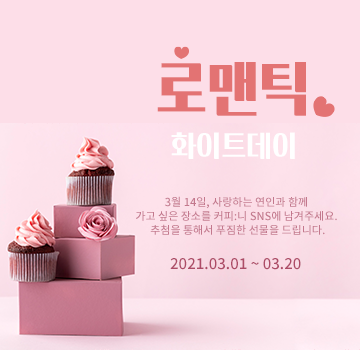 로맨틱
화이트데이
3월 14일, 사랑하는 연인과 함께
가고 싶은 장소를 커피:니 SNS에 남겨주세요.
추첨을 통해서 푸짐한 선물을 드립니다.
2021.03.01 ~ 03.20